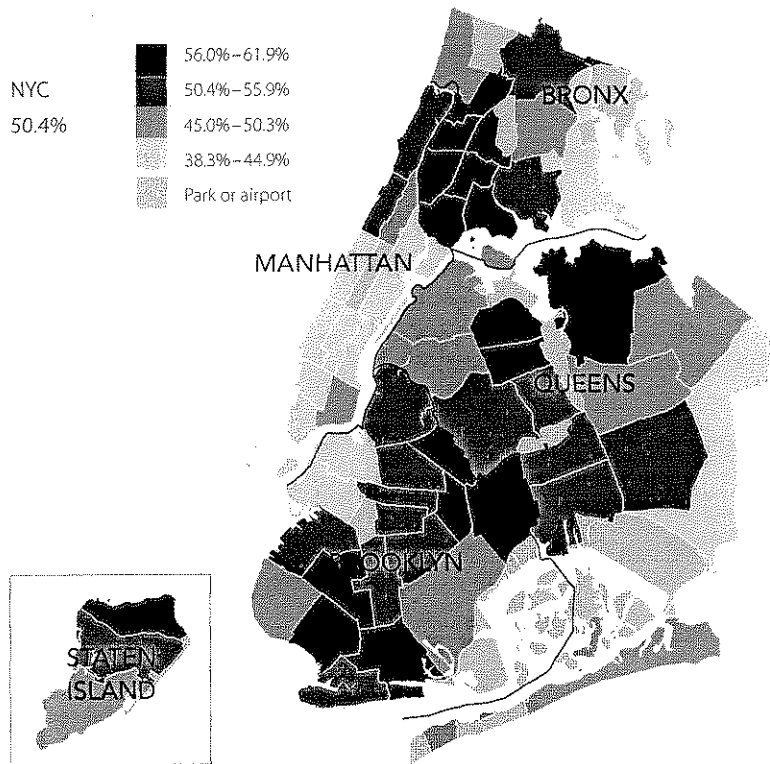 NYC
50.4%
56.0%–61.9%
50.4%–55.9%
45.0%–50.3%
38.3%–44.9%
Park or airport
BRONX
MANHATTAN
QUEENS
BROOKLYN
STATEN
ISLAND